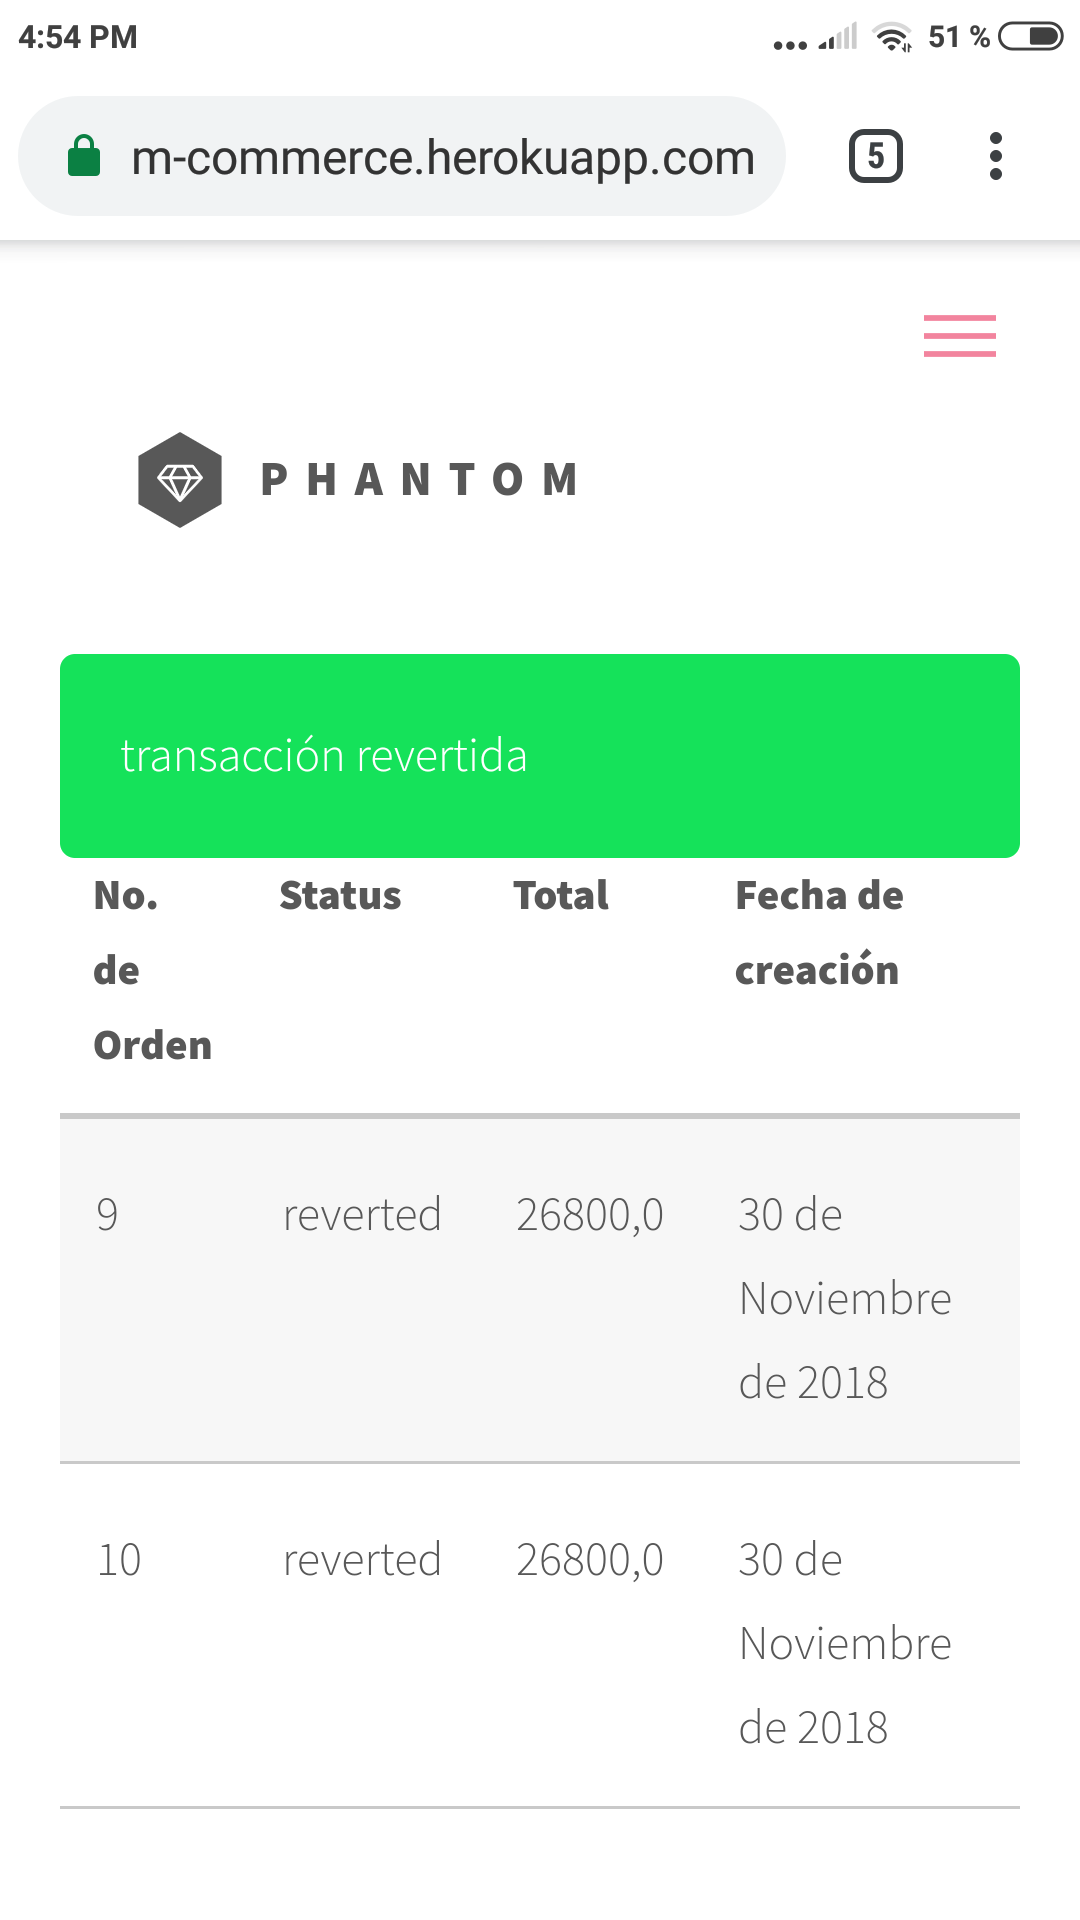 4:54 PM
51 %
m-commerce.herokuapp.com
5
PHANTOM
transacción revertida
No. de Orden Status Total Fecha de creación
9 reverted 26800,0 30 de Noviembre de 2018
10 reverted 26800,0 30 de Noviembre de 2018